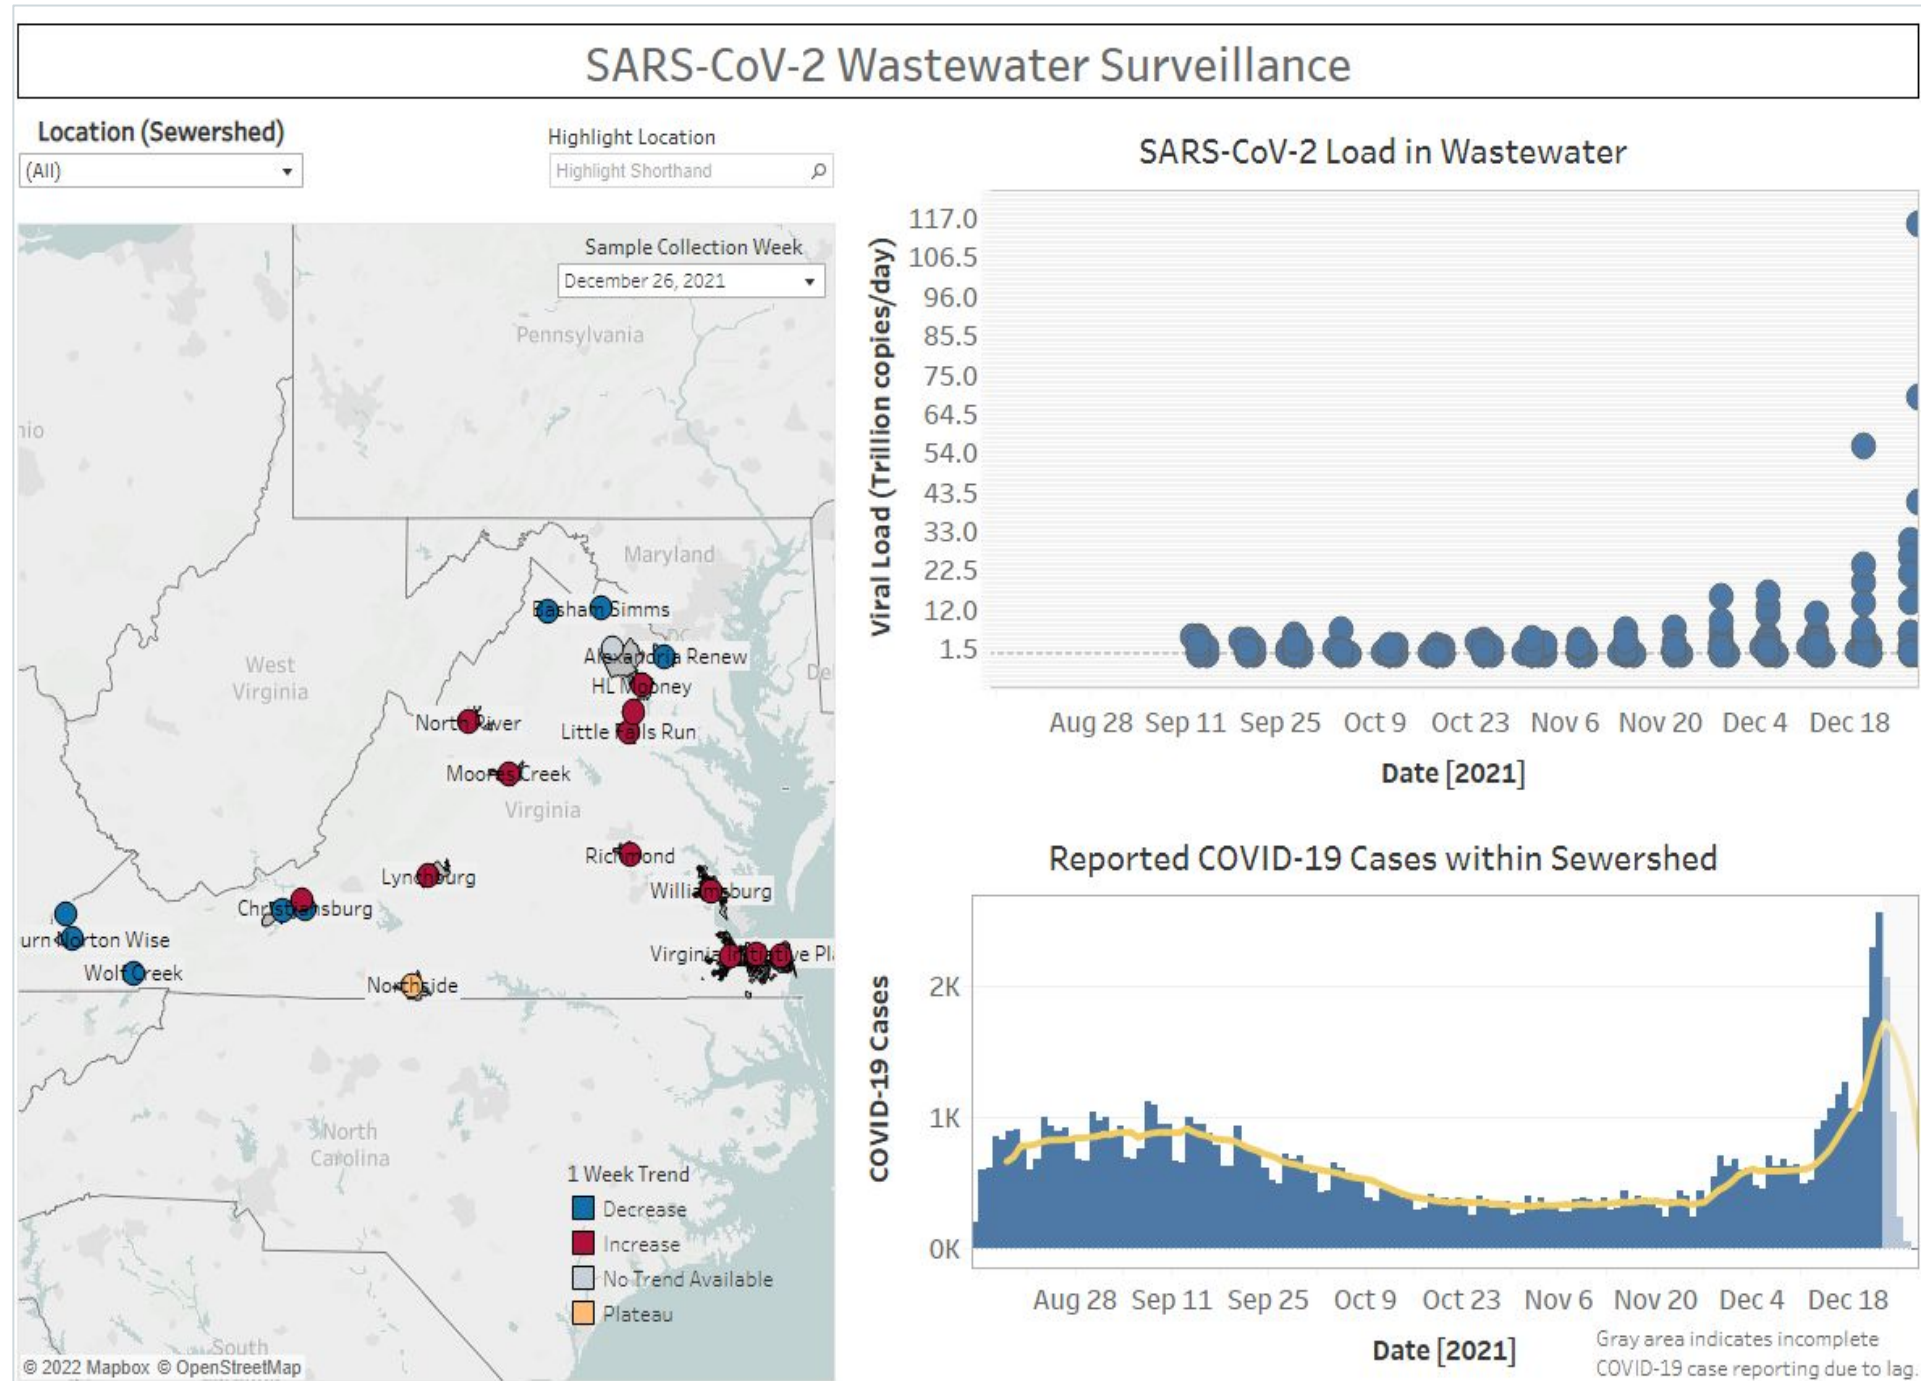 SARS-CoV-2 Wastewater Surveillance
Location (Sewershed)
(All)
Highlight Location
Highlight Shorthand
Sample Collection Week
December 26, 2021
Pennsylvania
Maryland
Basham Simms
DC
Alexandria Renew
West
Virginia
HL Mooney
North River
Little Falls Run
Moores Creek
Virginia
Richmond
Lynchburg
Williamsburg
Christiansburg
urn Norton Wise
Virginia Initiative Pl
Wolf Creek
Northside
North
Carolina
1 Week Trend
Decrease
Increase
No Trend Available
Plateau
South
© 2022 Mapbox © OpenStreetMap
SARS-CoV-2 Load in Wastewater
Viral Load (Trillion copies/day)
117.0
106.5
96.0
85.5
75.0
64.5
54.0
43.5
33.0
22.5
12.0
1.5
Aug 28 Sep 11 Sep 25 Oct 9 Oct 23 Nov 6 Nov 20 Dec 4 Dec 18
Date [2021]
Reported COVID-19 Cases within Sewershed
COVID-19 Cases
2K
1K
0K
Aug 28 Sep 11 Sep 25 Oct 9 Oct 23 Nov 6 Nov 20 Dec 4 Dec 18
Date [2021]
Gray area indicates incomplete
COVID-19 case reporting due to lag.